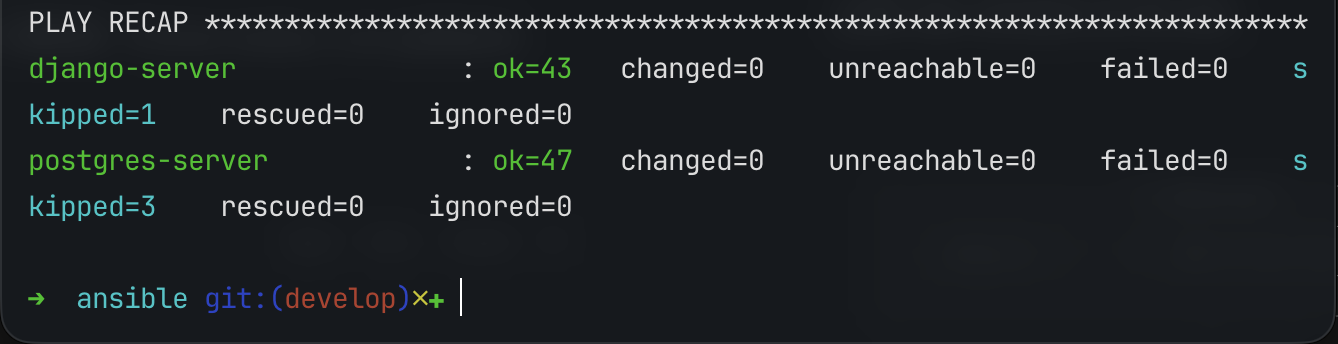 PLAY RECAP *********************************************************************
django-server              : ok=43   changed=0    unreachable=0    failed=0    s
kipped=1    rescued=0    ignored=0
postgres-server            : ok=47   changed=0    unreachable=0    failed=0    s
kipped=3    rescued=0    ignored=0
➜  ansible git:(develop)✗✚